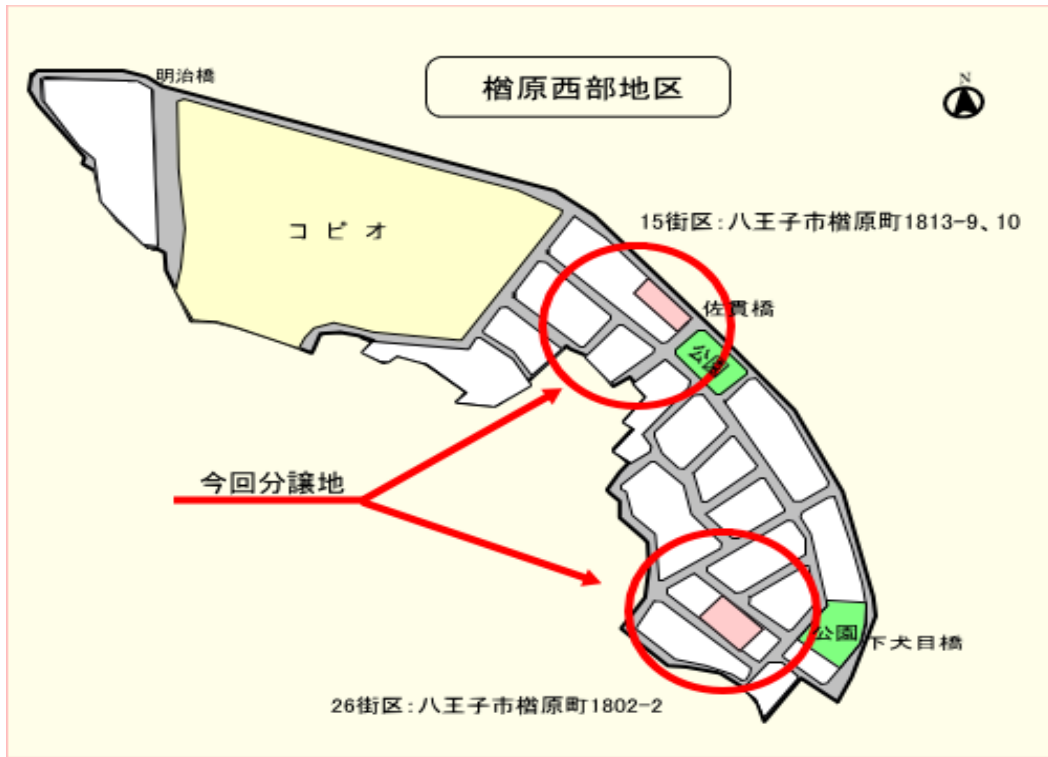 明治橋
楢原西部地区
N
コピオ
15街区:八王子市楢原町1813-9、10
佐貫橋
公園
今回分譲地
公園
下犬目橋
26街区:八王子市楢原町1802-2